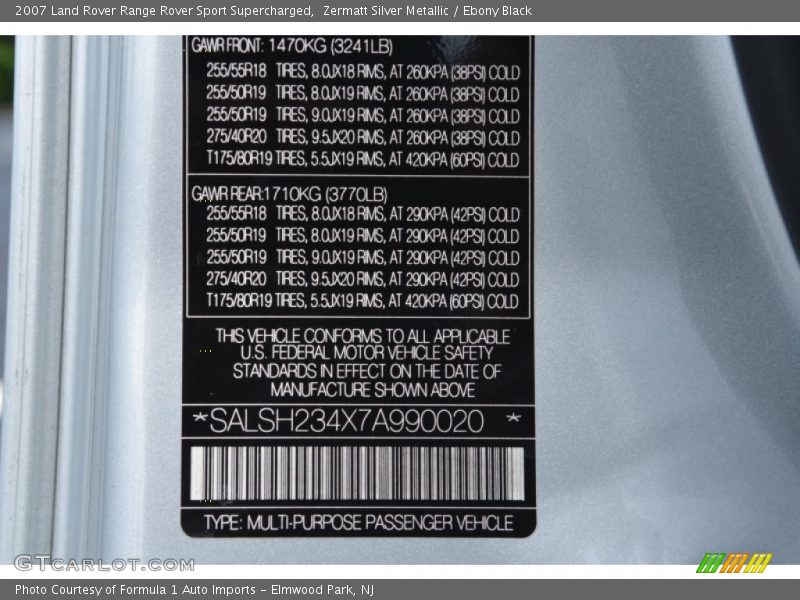 2007 Land Rover Range Rover Sport Supercharged, Zermatt Silver Metallic / Ebony Black
GAWR FRONT: 1470KG (3241LB)
255/55R18 TIRES, 8.0JX18 RIMS, AT 260KPA (38PSI) COLD
255/50R19 TIRES, 8.0JX19 RIMS, AT 260KPA (38PSI) COLD
255/50R19 TIRES, 9.0JX19 RIMS, AT 260KPA (38PSI) COLD
275/40R20 TIRES, 9.5JX20 RIMS, AT 260KPA (38PSI) COLD
T175/80R19 TIRES, 5.5JX19 RIMS, AT 420KPA (60PSI) COLD
GAWR REAR:1710KG (3770LB)
255/55R18 TIRES, 8.0JX18 RIMS, AT 290KPA (42PSI) COLD
255/50R19 TIRES, 8.0JX19 RIMS, AT 290KPA (42PSI) COLD
255/50R19 TIRES, 9.0JX19 RIMS, AT 290KPA (42PSI) COLD
275/40R20 TIRES, 9.5JX20 RIMS, AT 290KPA (42PSI) COLD
T175/80R19 TIRES, 5.5JX19 RIMS, AT 420KPA (60PSI) COLD
THIS VEHICLE CONFORMS TO ALL APPLICABLE
U.S. FEDERAL MOTOR VEHICLE SAFETY
STANDARDS IN EFFECT ON THE DATE OF
MANUFACTURE SHOWN ABOVE
*SALSH234X7A990020 *
TYPE: MULTI-PURPOSE PASSENGER VEHICLE
GTCARLOT.COM
Photo Courtesy of Formula 1 Auto Imports - Elmwood Park, NJ